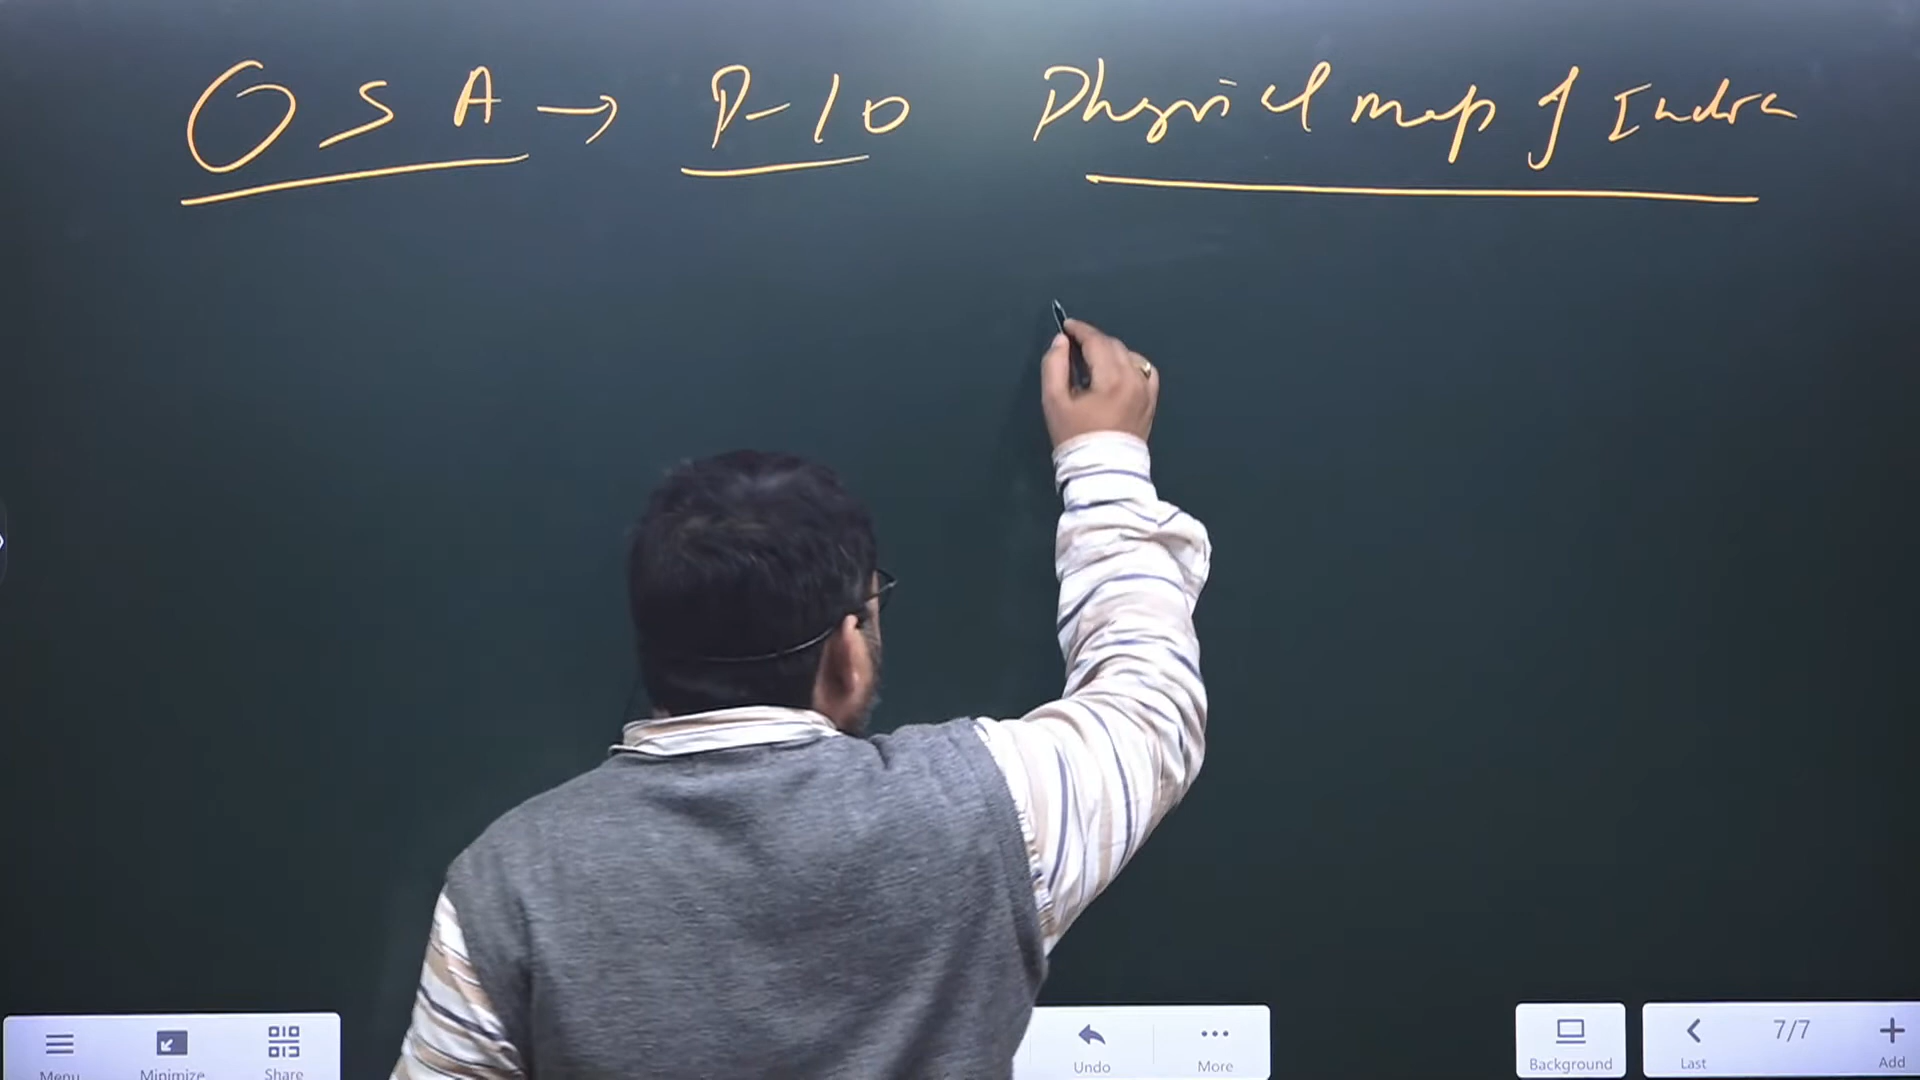 OSA → P-10 Physical map of India
Menu
Minimize
Share
Undo
More
Background
Last
7/7
Add